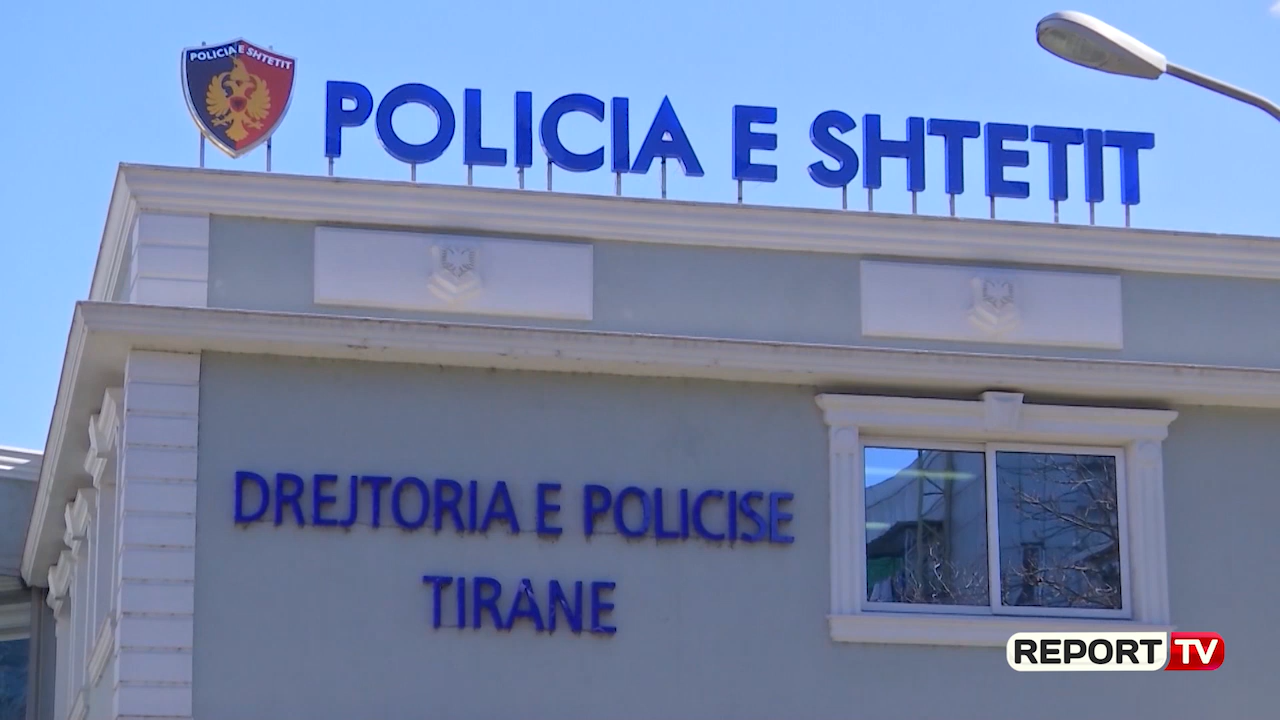 POLICIA E SHTETIT
POLICIA E SHTETIT
DREJTORIA E POLICISE
TIRANE
REPORT TV